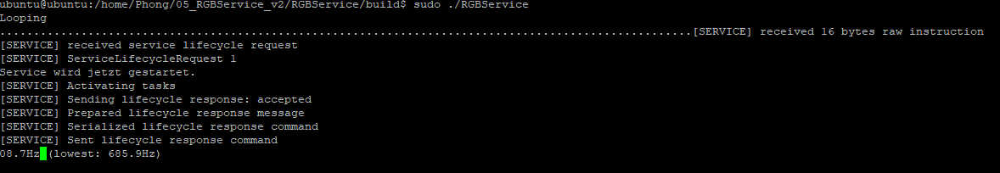 ubuntu@ubuntu:/home/Phong/05_RGBService_v2/RGBService/build$ sudo ./RGBService
Looping
.......................................................................................................[SERVICE] received 16 bytes raw instruction
[SERVICE] received service lifecycle request
[SERVICE] ServiceLifecycleRequest 1
Service wird jetzt gestartet.
[SERVICE] Activating tasks
[SERVICE] Sending lifecycle response: accepted
[SERVICE] Prepared lifecycle response message
[SERVICE] Serialized lifecycle response command
[SERVICE] Sent lifecycle response command
08.7Hz (lowest: 685.9Hz)